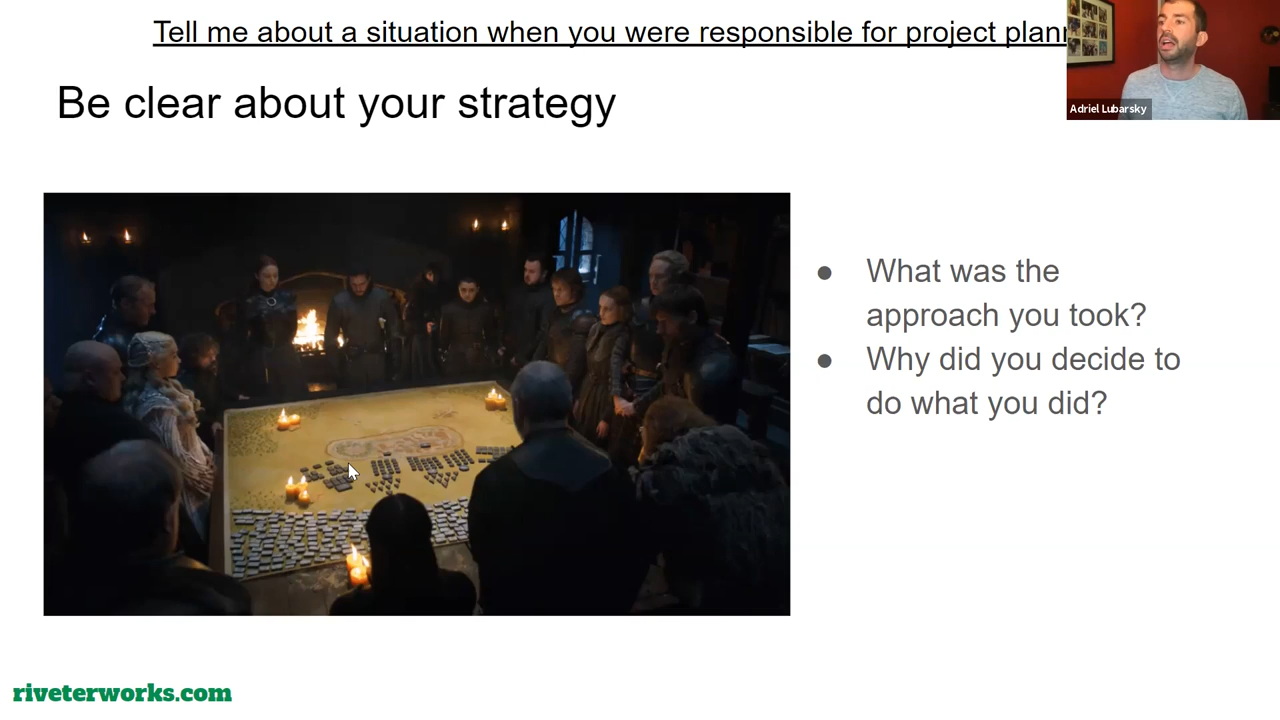 Tell me about a situation when you were responsible for project
Be clear about your strategy
Adriel Lubarsky
● What was the
approach you took?
● Why did you decide to
do what you did?
riveterworks.com